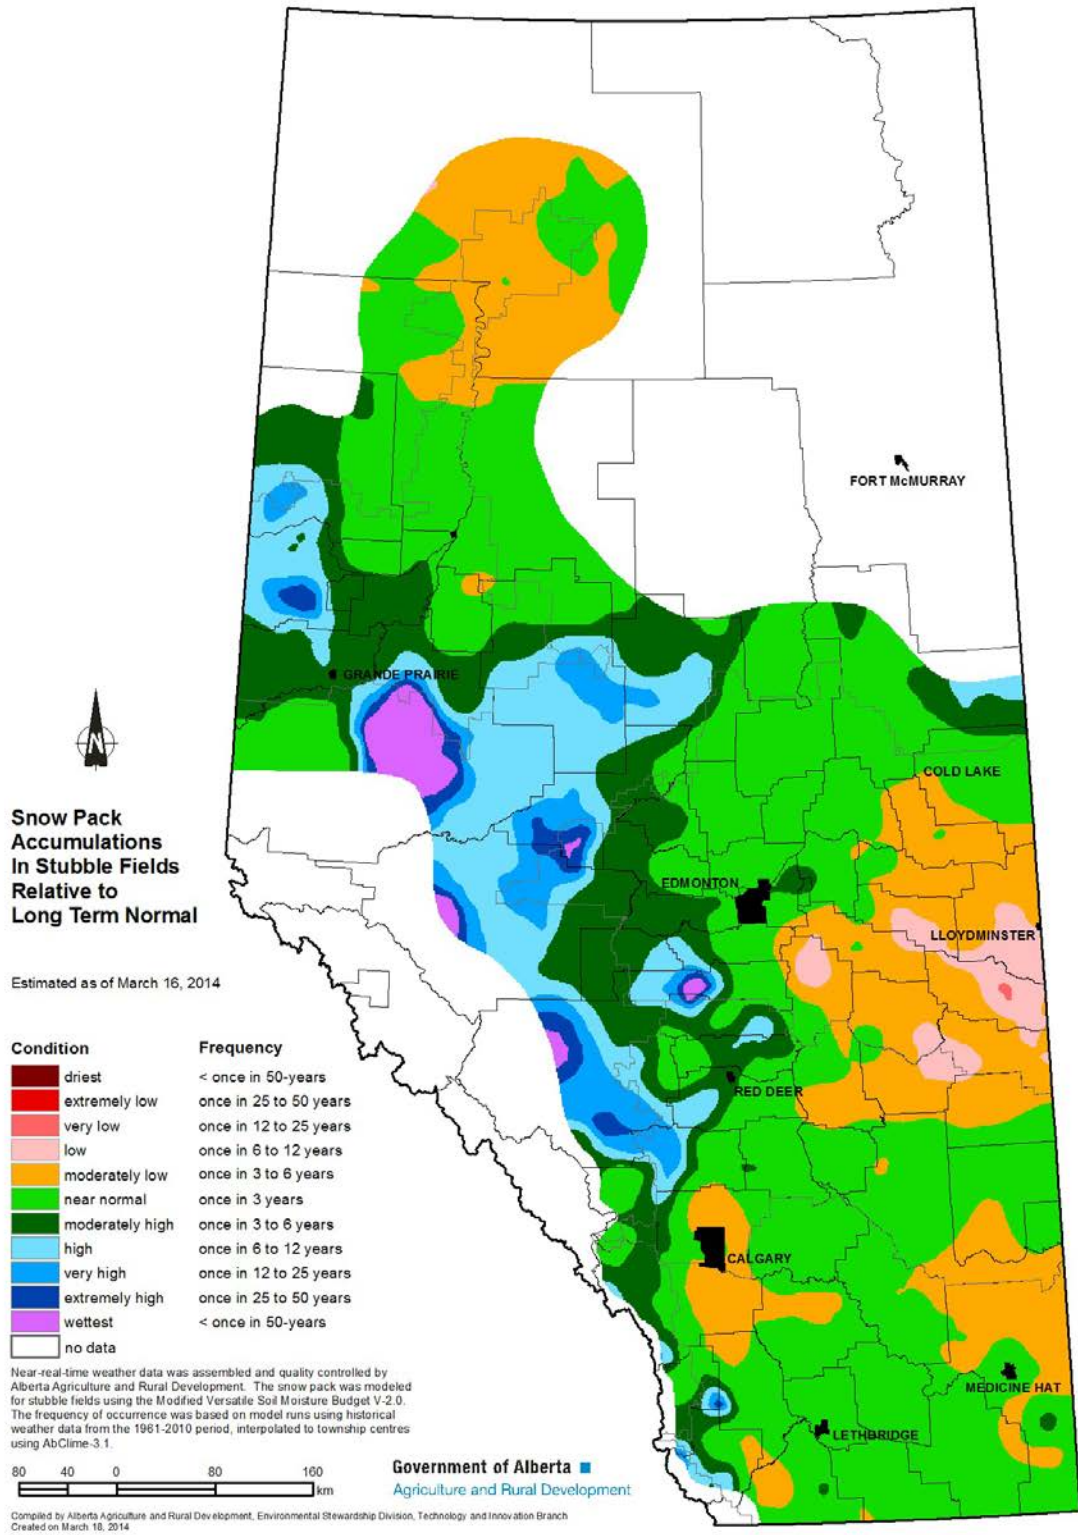 FORT McMURRAY
GRANDE PRAIRIE
N
COLD LAKE
Snow Pack
Accumulations
In Stubble Fields
Relative to
Long Term Normal
EDMONTON
LLOYDMINSTER
Estimated as of March 16, 2014
Condition Frequency
driest < once in 50-years
extremely low once in 25 to 50 years
very low once in 12 to 25 years
low once in 6 to 12 years
moderately low once in 3 to 6 years
near normal once in 3 years
moderately high once in 3 to 6 years
high once in 6 to 12 years
very high once in 12 to 25 years
extremely high once in 25 to 50 years
wettest < once in 50-years
no data
RED DEER
CALGARY
MEDICINE HAT
LETHBRIDGE
Near-real-time weather data was assembled and quality controlled by
Alberta Agriculture and Rural Development. The snow pack was modeled
for stubble fields using the Modified Versatile Soil Moisture Budget V-2.0.
The frequency of occurrence was based on model runs using historical
weather data from the 1961-2010 period, interpolated to township centres
using AbClime-3.1.
80 40 0 80 160
km
Government of Alberta
Agriculture and Rural Development
Compiled by Alberta Agriculture and Rural Development, Environmental Stewardship Division, Technology and Innovation Branch
Created on March 18, 2014